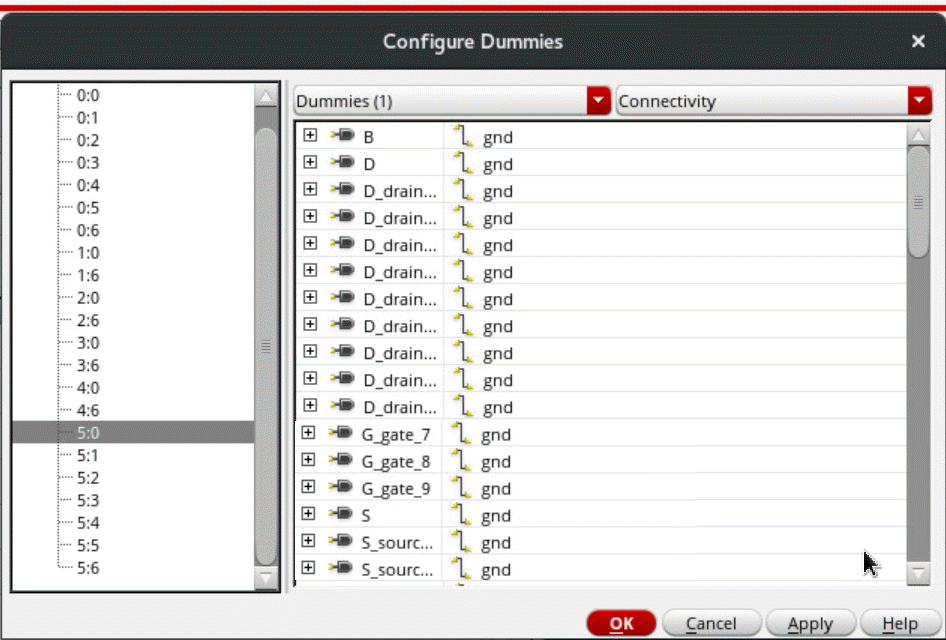 Configure Dummies
0:0
0:1
0:2
0:3
0:4
0:5
0:6
1:0
1:6
2:0
2:6
3:0
3:6
4:0
4:6
5:0
5:1
5:2
5:3
5:4
5:5
5:6
Dummies (1) Connectivity
B gnd
D gnd
D_drain... gnd
D_drain... gnd
D_drain... gnd
D_drain... gnd
D_drain... gnd
D_drain... gnd
D_drain... gnd
D_drain... gnd
D_drain... gnd
G_gate_7 gnd
G_gate_8 gnd
G_gate_9 gnd
S gnd
S_sourc... gnd
S_sourc... gnd
OK Cancel Apply Help